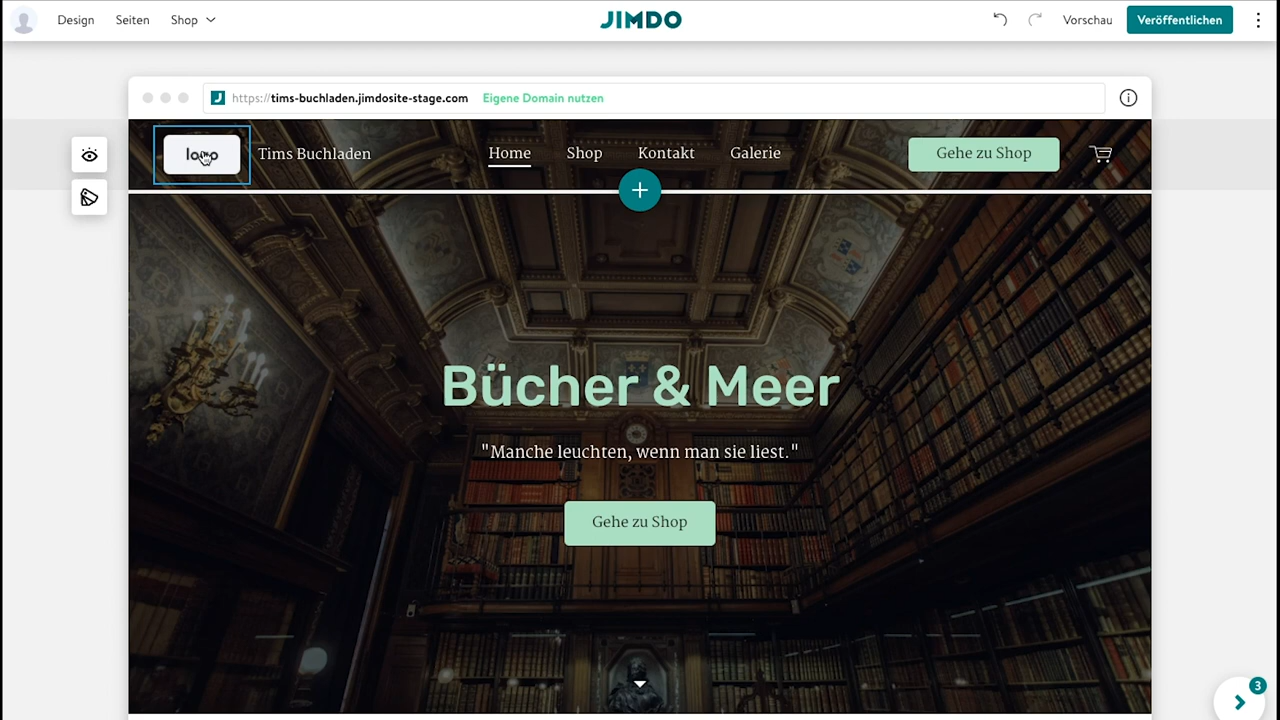 Design Seiten Shop JIMDO Vorschau Veröffentlichen
https://tims-buchladen.jimdosite-stage.com Eigene Domain nutzen
Tims Buchladen Home Shop Kontakt Galerie Gehe zu Shop
Bücher & Meer
"Manche leuchten, wenn man sie liest."
Gehe zu Shop
3